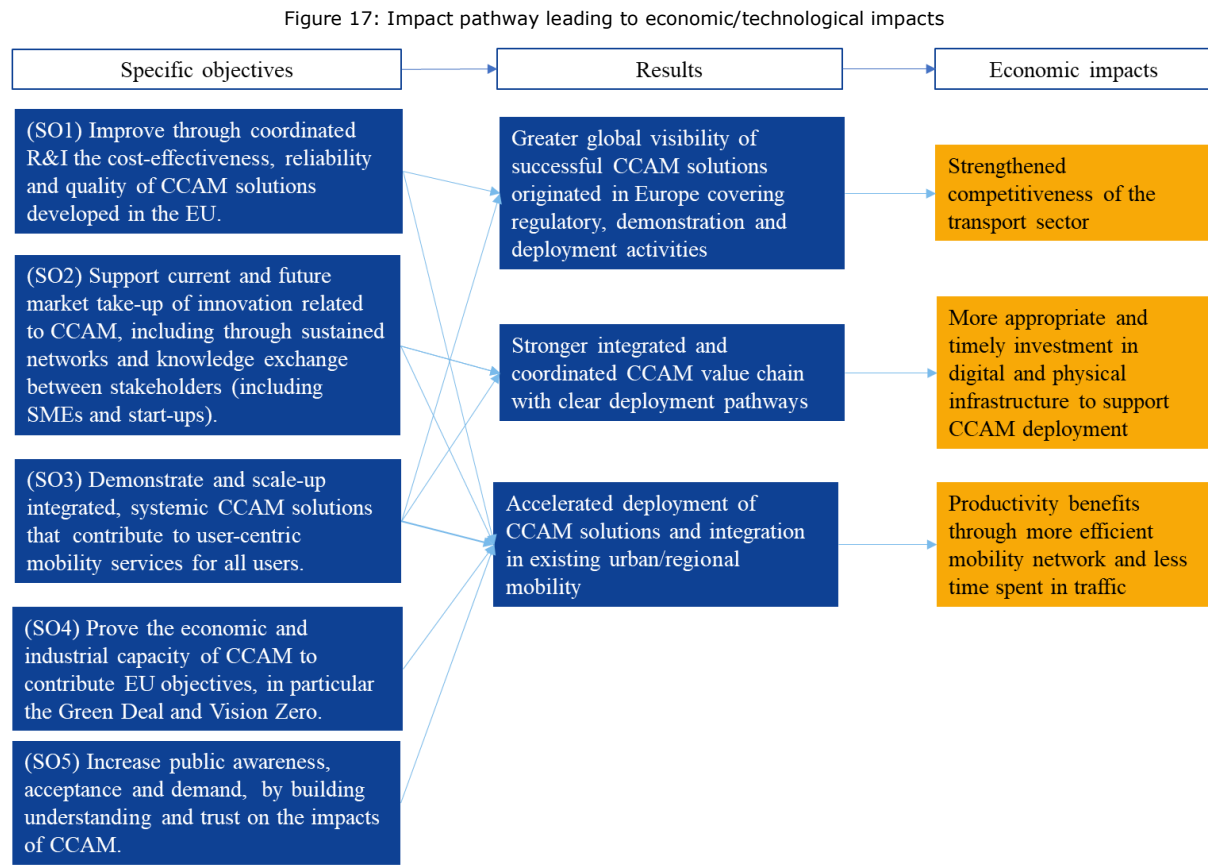 Figure 17: Impact pathway leading to economic/technological impacts
Specific objectives
Results
Economic impacts
(SO1) Improve through coordinated
R&I the cost-effectiveness, reliability
and quality of CCAM solutions
developed in the EU.
(SO2) Support current and future
market take-up of innovation related
to CCAM, including through sustained
networks and knowledge exchange
between stakeholders (including
SMEs and start-ups).
(SO3) Demonstrate and scale-up
integrated, systemic CCAM solutions
that contribute to user-centric
mobility services for all users.
(SO4) Prove the economic and
industrial capacity of CCAM to
contribute EU objectives, in particular
the Green Deal and Vision Zero.
(SO5) Increase public awareness,
acceptance and demand, by building
understanding and trust on the impacts
of CCAM.
Greater global visibility of
successful CCAM solutions
originated in Europe covering
regulatory, demonstration and
deployment activities
Stronger integrated and
coordinated CCAM value chain
with clear deployment pathways
Accelerated deployment of
CCAM solutions and integration
in existing urban/regional
mobility
Strengthened
competitiveness of the
transport sector
More appropriate and
timely investment in
digital and physical
infrastructure to support
CCAM deployment
Productivity benefits
through more efficient
mobility network and less
time spent in traffic